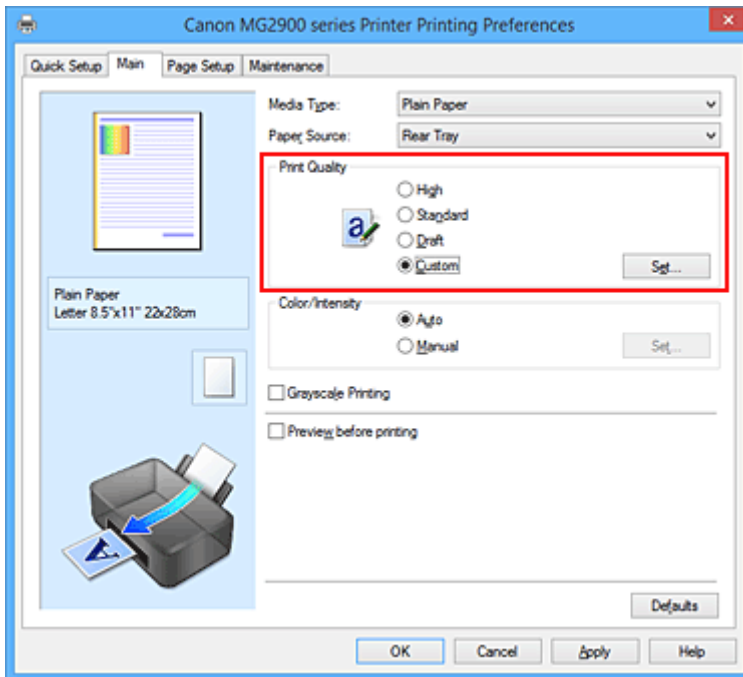 Canon MG2900 series Printer Printing Preferences
Quick Setup Main Page Setup Maintenance
Media Type: Plain Paper
Paper Source: Rear Tray
Print Quality
High
Standard
Draft
Custom Set...
Plain Paper
Letter 8.5"x11" 22x28cm
Color/Intensity
Auto
Manual Set...
Grayscale Printing
Preview before printing
A
Defaults
OK Cancel Apply Help